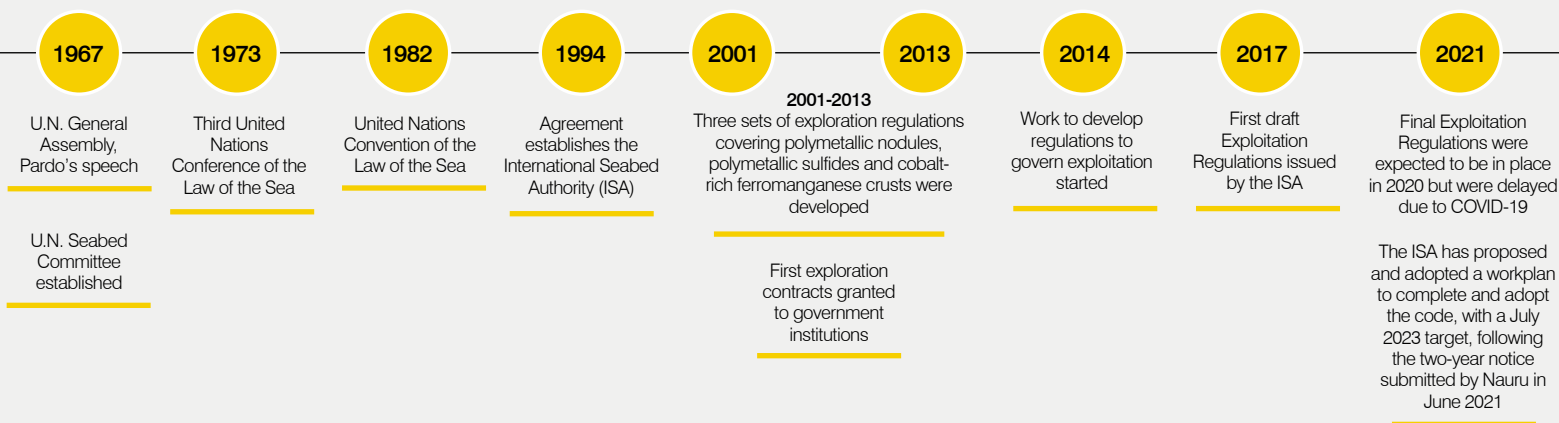 1967
1973
1982
1994
2001
2013
2014
2017
2021
U.N. General
Assembly,
Pardo's speech
U.N. Seabed
Committee
established
Third United
Nations
Conference of the
Law of the Sea
United Nations
Convention of the
Law of the Sea
Agreement
establishes the
International Seabed
Authority (ISA)
2001-2013
Three sets of exploration regulations
covering polymetallic nodules,
polymetallic sulfides and cobalt-
rich ferromanganese crusts were
developed
First exploration
contracts granted
to government
institutions
Work to develop
regulations to
govern exploitation
started
First draft
Exploitation
Regulations issued
by the ISA
Final Exploitation
Regulations were
expected to be in place
in 2020 but were delayed
due to COVID-19
The ISA has proposed
and adopted a workplan
to complete and adopt
the code, with a July
2023 target, following
the two-year notice
submitted by Nauru in
June 2021